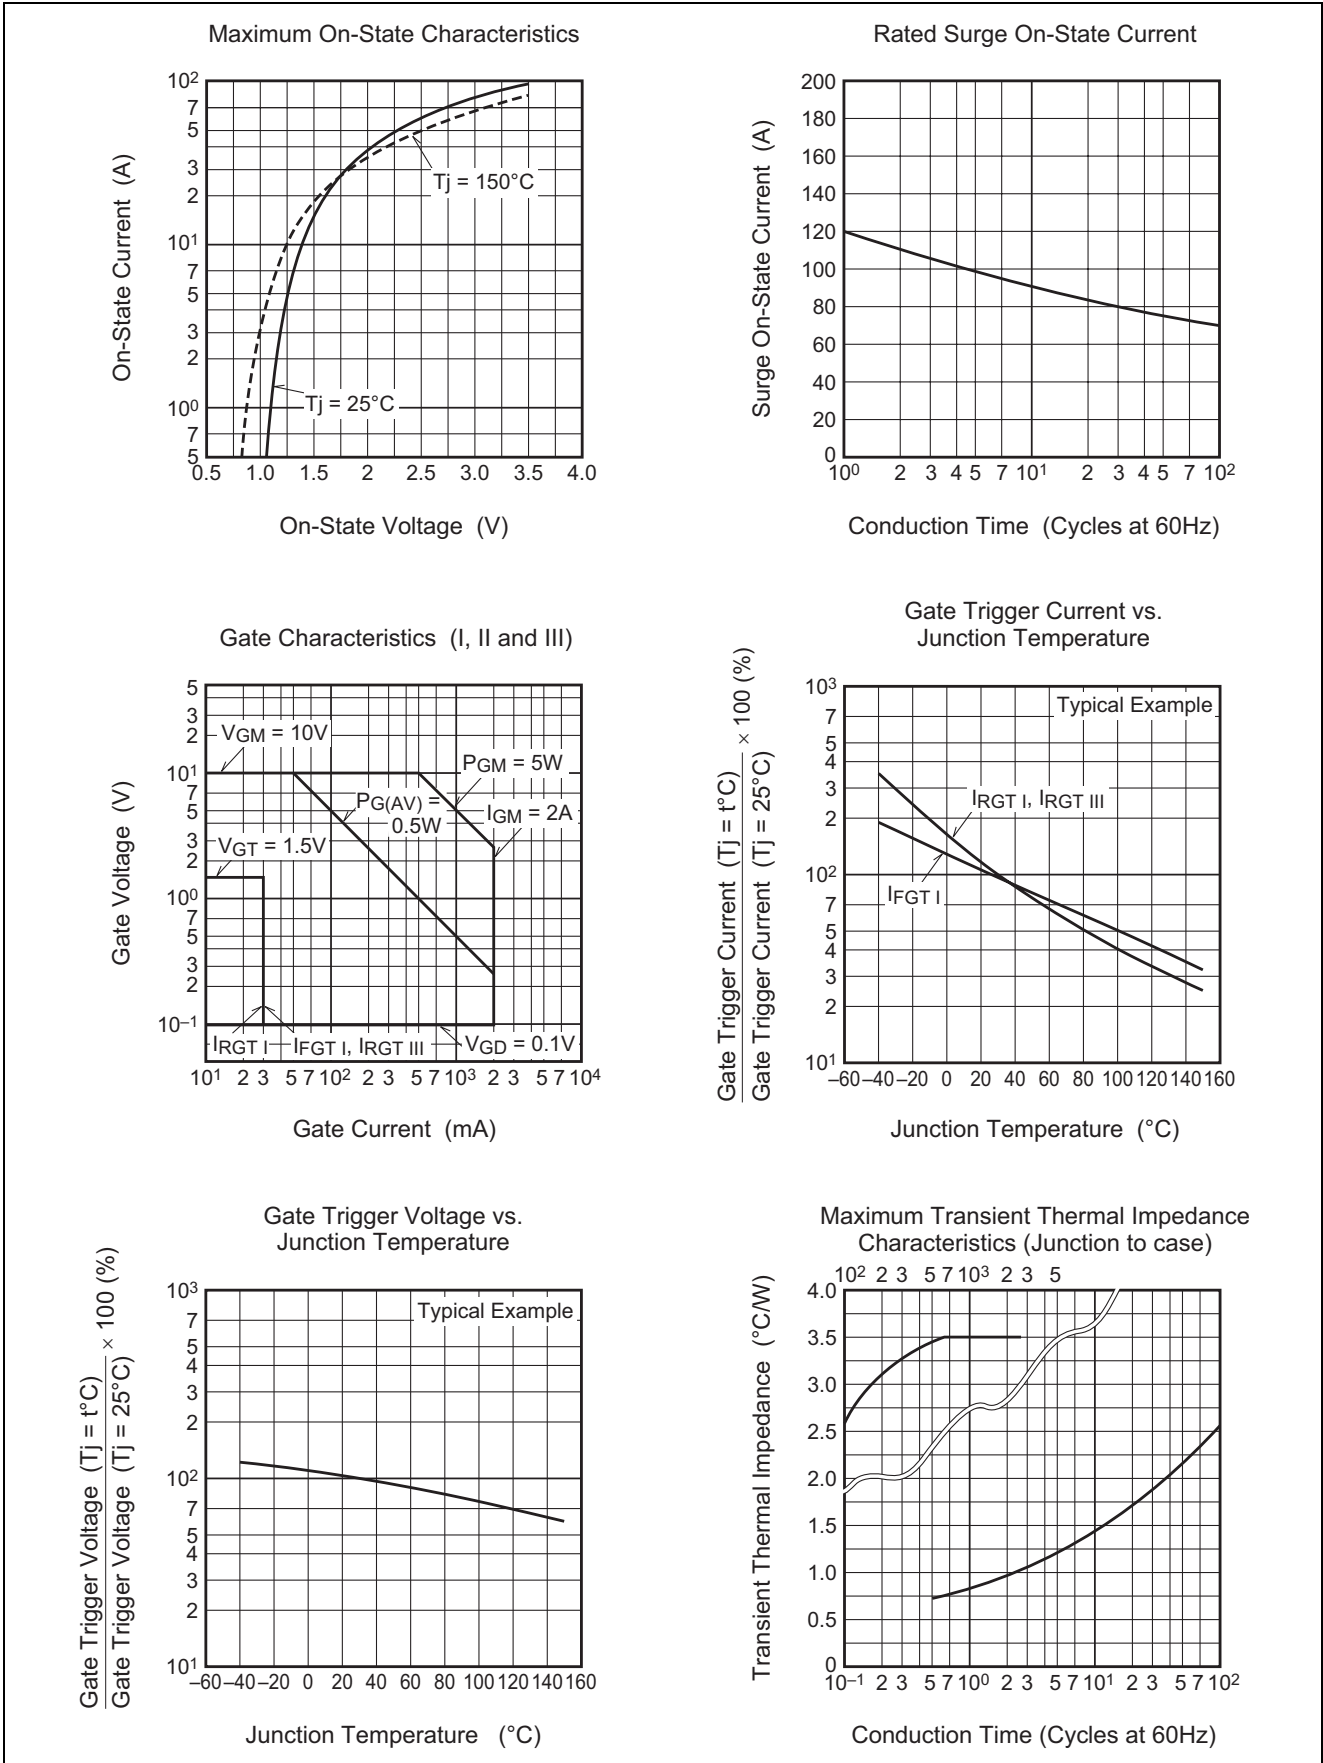 Maximum On-State Characteristics
10²
7
5
3
2
10¹
7
5
3
2
10⁰
7
5
0.5 1.0 1.5 2 2.5 3.0 3.5 4.0
Tj = 150°C
Tj = 25°C
On-State Current (A)
On-State Voltage (V)
Rated Surge On-State Current
200
180
160
140
120
100
80
60
40
20
0
10⁰ 2 3 4 5 7 10¹ 2 3 4 5 7 10²
Surge On-State Current (A)
Conduction Time (Cycles at 60Hz)
Gate Characteristics (I, II and III)
5
3
2
10¹
7
5
3
2
10⁰
7
5
3
2
10⁻¹
VGM = 10V
PGM = 5W
PG(AV) =
0.5W
IGM = 2A
VGT = 1.5V
IRGT I
IFGT I, IRGT III
VGD = 0.1V
10¹ 2 3 5 7 10² 2 3 5 7 10³ 2 3 5 7 10⁴
Gate Voltage (V)
Gate Current (mA)
Gate Trigger Current vs.
Junction Temperature
10³
7
5
4
3
2
10²
7
5
4
3
2
10¹
Typical Example
IRGT I, IRGT III
IFGT I
–60 –40 –20 0 20 40 60 80 100 120 140 160
Gate Trigger Current (Tj = t°C)
Gate Trigger Current (Tj = 25°C)
× 100 (%)
Junction Temperature (°C)
Gate Trigger Voltage vs.
Junction Temperature
10³
7
5
4
3
2
10²
7
5
4
3
2
10¹
Typical Example
–60 –40 –20 0 20 40 60 80 100 120 140 160
Gate Trigger Voltage (Tj = t°C)
Gate Trigger Voltage (Tj = 25°C)
× 100 (%)
Junction Temperature (°C)
Maximum Transient Thermal Impedance
Characteristics (Junction to case)
10² 2 3 5 7 10³ 2 3 5
4.0
3.5
3.0
2.5
2.0
1.5
1.0
0.5
0
10⁻¹ 2 3 5 7 10⁰ 2 3 5 7 10¹ 2 3 5 7 10²
Transient Thermal Impedance (°C/W)
Conduction Time (Cycles at 60Hz)